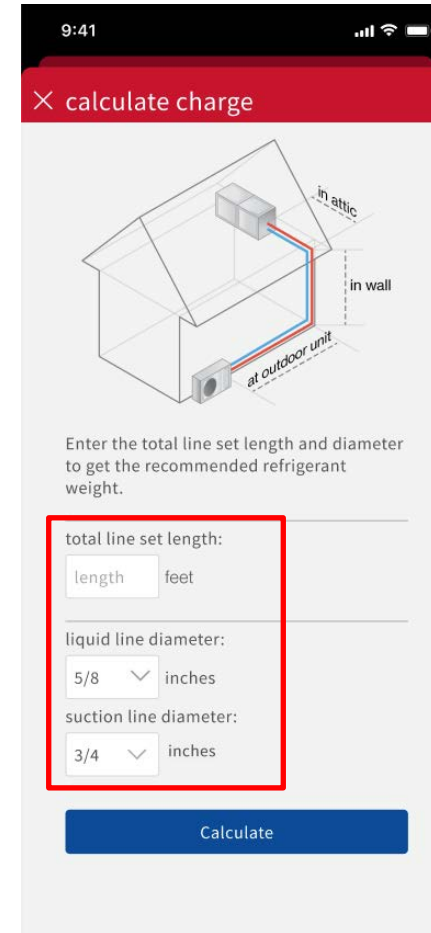 9:41
calculate charge
in attic
in wall
at outdoor unit
Enter the total line set length and diameter
to get the recommended refrigerant
weight.
total line set length:
length feet
liquid line diameter:
5/8 inches
suction line diameter:
3/4 inches
Calculate